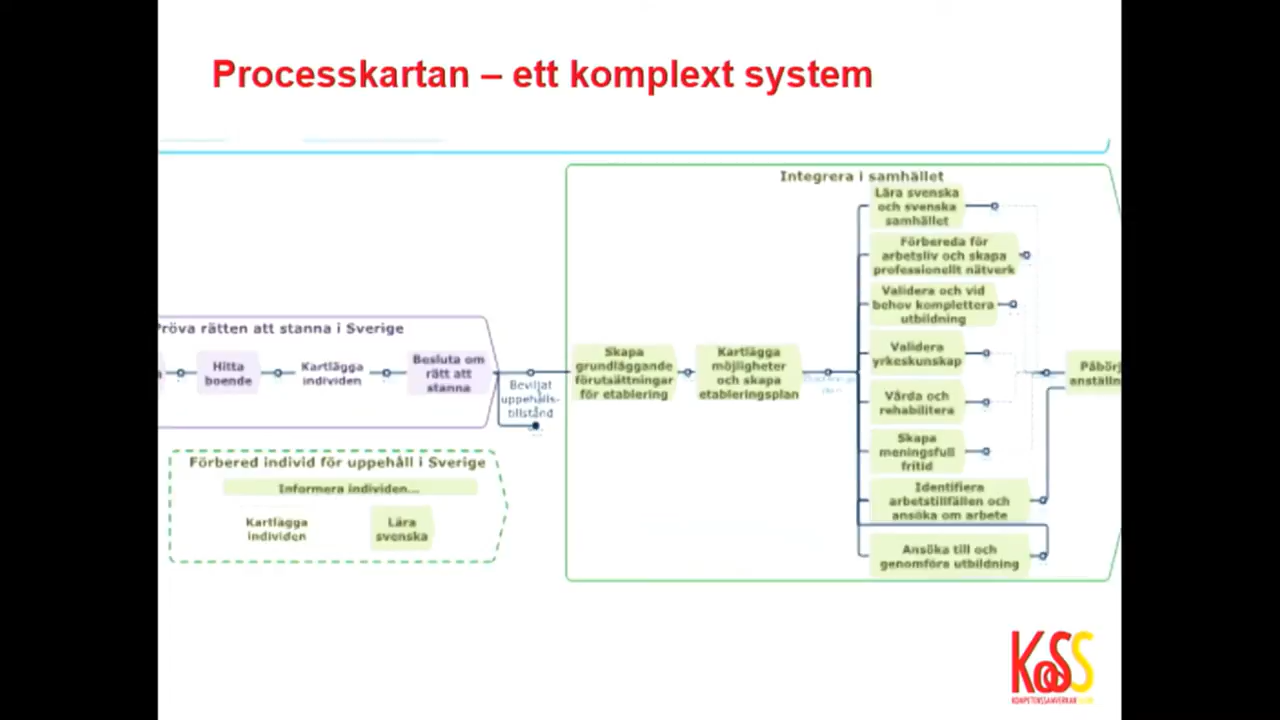 Processkartan – ett komplext system
Integrera i samhället
Lära svenska
och svenska
samhället
Förbereda för
arbetsliv och skapa
professionellt nätverk
Validera och vid
behov komplettera
utbildning
Pröva rätten att stanna i Sverige
Hitta
boende
Kartlägga
individen
Besluta om
rätt att
stanna
Beviljat
uppehålls-
tillstånd
Skapa
grundläggande
förutsättningar
för etablering
Kartlägga
möjligheter
och skapa
etableringsplan
Validera
yrkeskunskap
Påbörj
anställn
Vårda och
rehabilitera
Skapa
meningsfull
fritid
Identifiera
arbetstillfällen och
ansöka om arbete
Ansöka till och
genomföra utbildning
Förbered individ för uppehåll i Sverige
Informera individen...
Kartlägga
individen
Lära
svenska
KoSS
KOMPETENSSAMVERKAN